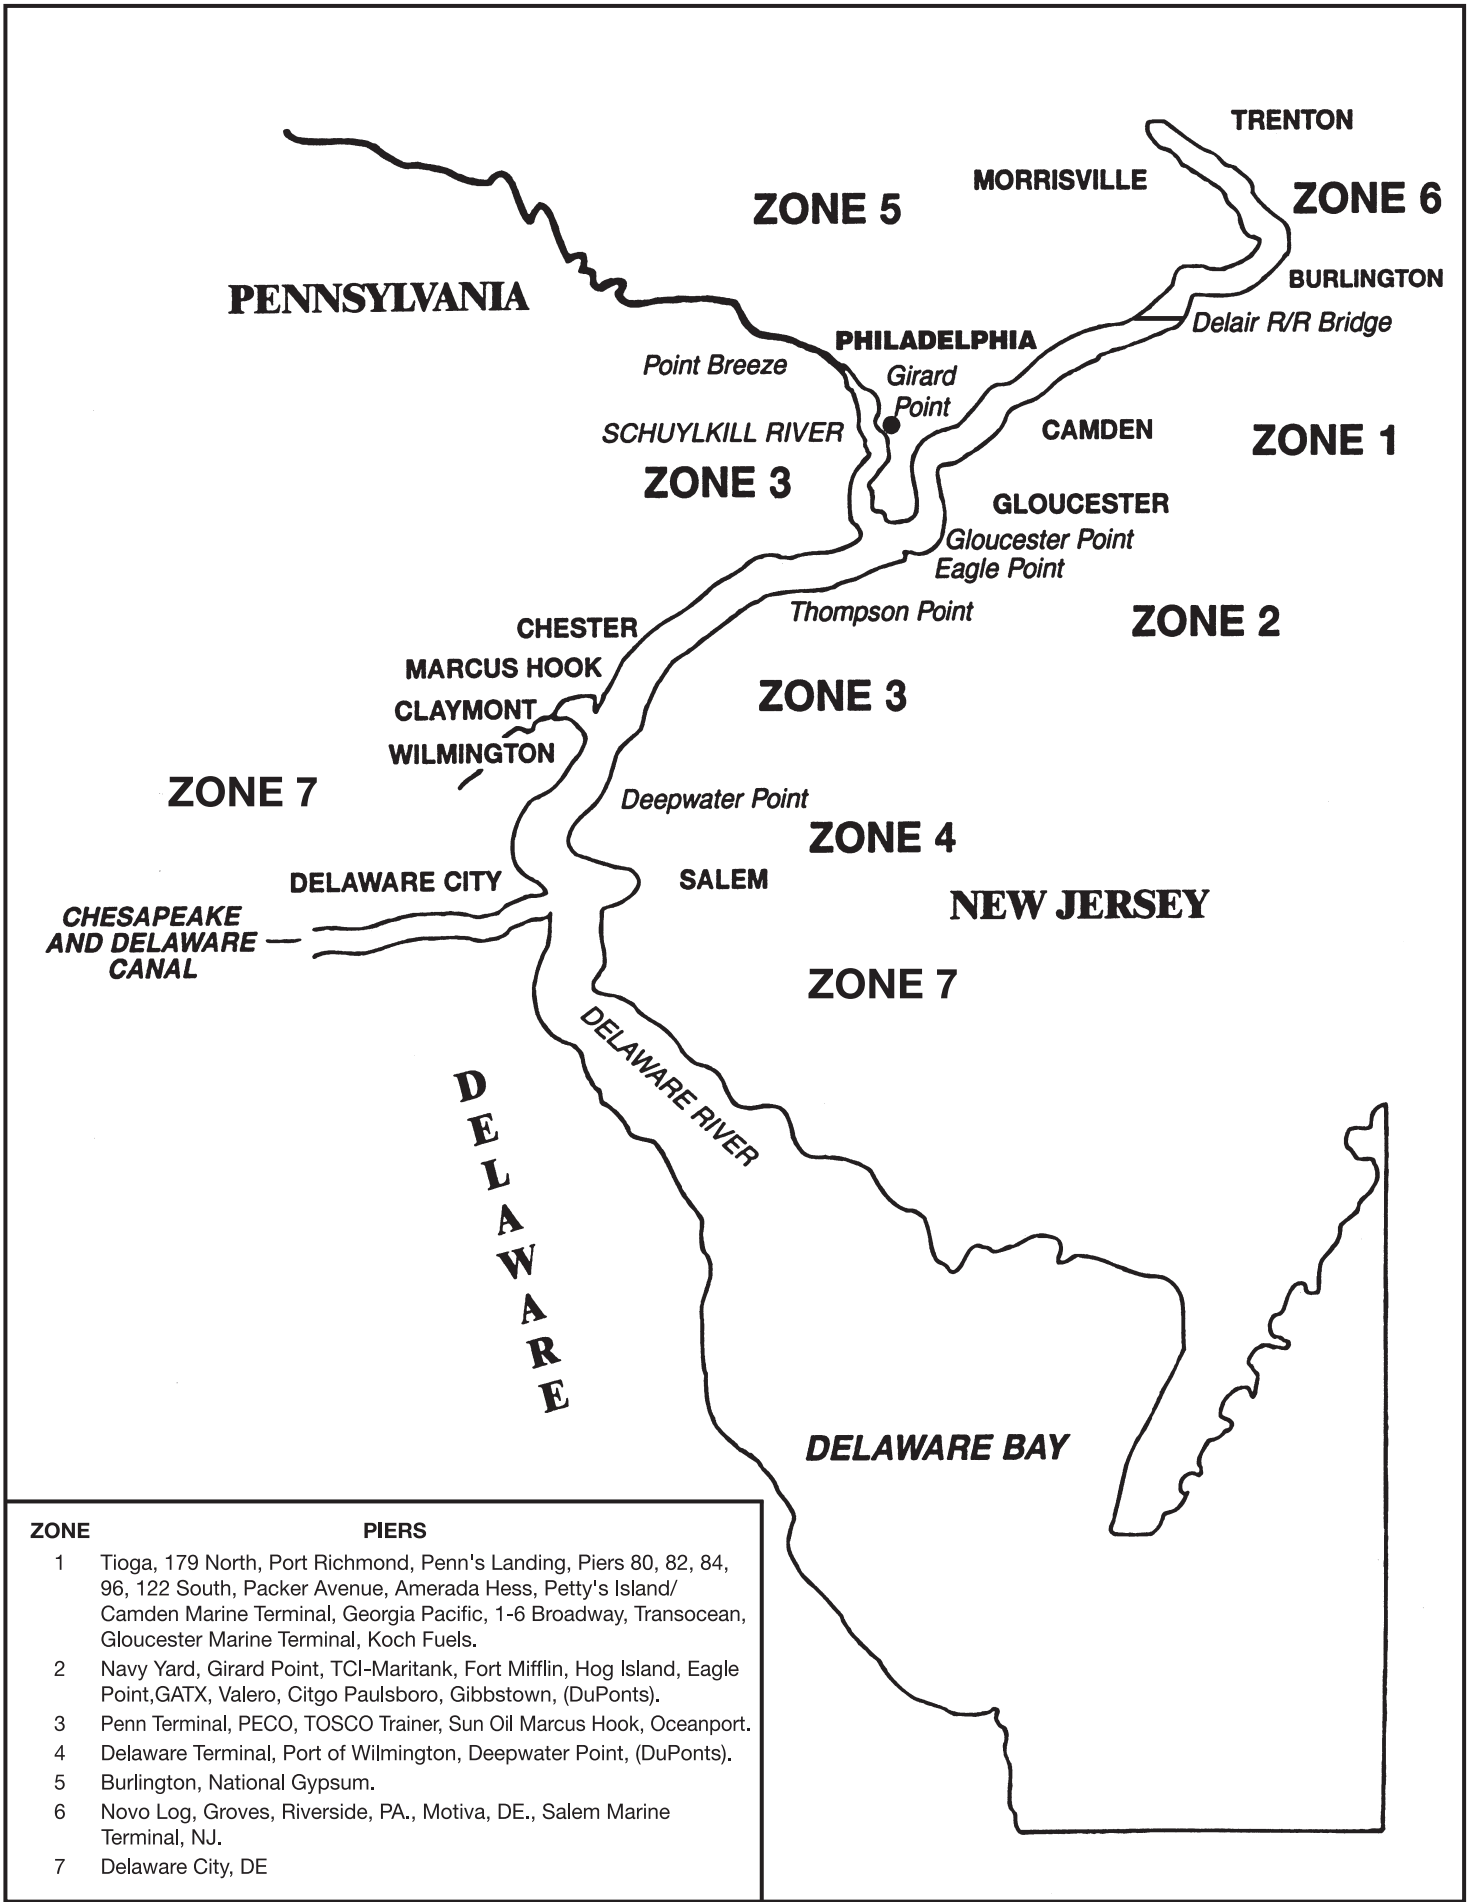 TRENTON
MORRISVILLE
ZONE 5
ZONE 6
BURLINGTON
PENNSYLVANIA
Delair R/R Bridge
PHILADELPHIA
Point Breeze
Girard
Point
SCHUYLKILL RIVER
CAMDEN
ZONE 1
ZONE 3
GLOUCESTER
Gloucester Point
Eagle Point
Thompson Point
ZONE 2
CHESTER
MARCUS HOOK
ZONE 3
CLAYMONT
WILMINGTON
ZONE 7
Deepwater Point
ZONE 4
DELAWARE CITY
SALEM
NEW JERSEY
CHESAPEAKE
AND DELAWARE
CANAL
ZONE 7
DELAWARE RIVER
DELAWARE
DELAWARE BAY
ZONE PIERS
1 Tioga, 179 North, Port Richmond, Penn's Landing, Piers 80, 82, 84,
96, 122 South, Packer Avenue, Amerada Hess, Petty's Island/
Camden Marine Terminal, Georgia Pacific, 1-6 Broadway, Transocean,
Gloucester Marine Terminal, Koch Fuels.
2 Navy Yard, Girard Point, TCI-Maritank, Fort Mifflin, Hog Island, Eagle
Point,GATX, Valero, Citgo Paulsboro, Gibbstown, (DuPonts).
3 Penn Terminal, PECO, TOSCO Trainer, Sun Oil Marcus Hook, Oceanport.
4 Delaware Terminal, Port of Wilmington, Deepwater Point, (DuPonts).
5 Burlington, National Gypsum.
6 Novo Log, Groves, Riverside, PA., Motiva, DE., Salem Marine
Terminal, NJ.
7 Delaware City, DE